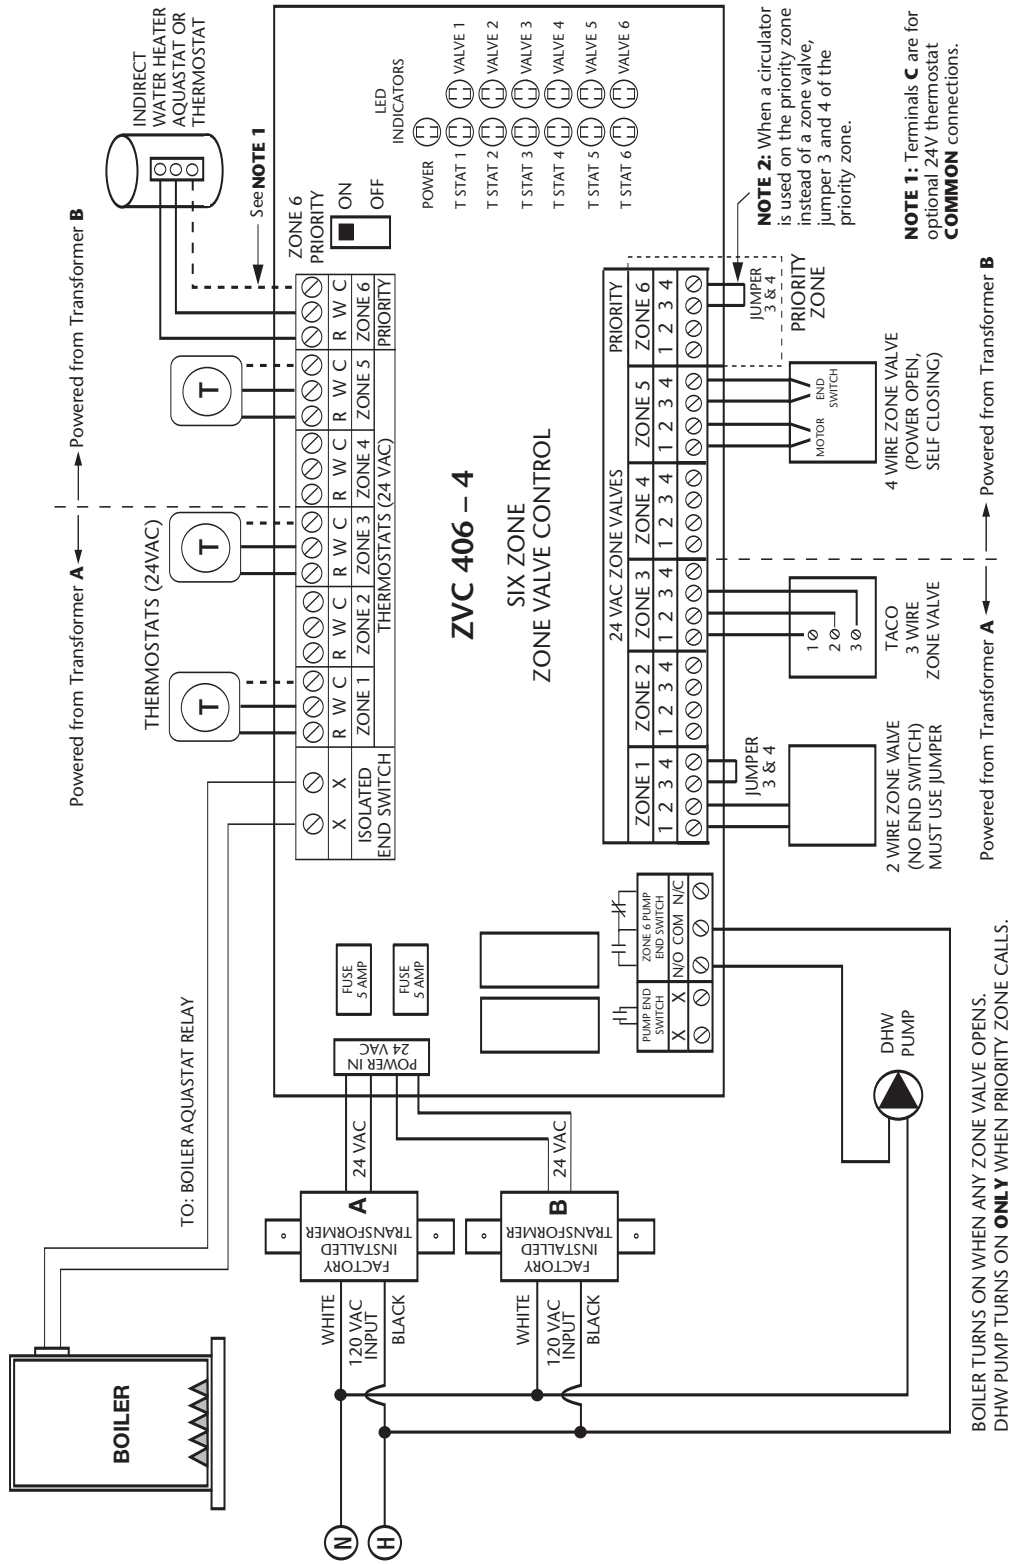 Powered from Transformer A
Powered from Transformer B
THERMOSTATS (24VAC)
T
T
T
INDIRECT
WATER HEATER
AQUASTAT OR
THERMOSTAT
See NOTE 1
TO: BOILER AQUASTAT RELAY
BOILER
ZONE 6
PRIORITY
ON
OFF
X X
R W C
R W C
R W C
R W C
R W C
R W C
ISOLATED
END SWITCH
ZONE 1
ZONE 2
ZONE 3
ZONE 4
ZONE 5
ZONE 6
THERMOSTATS (24 VAC)
PRIORITY
LED
INDICATORS
POWER
T STAT 1 VALVE 1
T STAT 2 VALVE 2
T STAT 3 VALVE 3
T STAT 4 VALVE 4
T STAT 5 VALVE 5
T STAT 6 VALVE 6
ZVC 406 – 4
SIX ZONE
ZONE VALVE CONTROL
FUSE
5 AMP
FUSE
5 AMP
POWER IN
24 VAC
24 VAC
24 VAC
A
FACTORY
INSTALLED
TRANSFORMER
B
FACTORY
INSTALLED
TRANSFORMER
WHITE
120 VAC
INPUT
BLACK
WHITE
120 VAC
INPUT
BLACK
N
H
PUMP END
SWITCH
X X
ZONE 6 PUMP
END SWITCH
N/O COM N/C
24 VAC ZONE VALVES
PRIORITY
ZONE 1
ZONE 2
ZONE 3
ZONE 4
ZONE 5
ZONE 6
1 2 3 4
1 2 3 4
1 2 3 4
1 2 3 4
1 2 3 4
1 2 3 4
JUMPER
3 & 4
JUMPER
3 & 4
PRIORITY
ZONE
1
2
3
MOTOR
END
SWITCH
2 WIRE ZONE VALVE
(NO END SWITCH)
MUST USE JUMPER
TACO
3 WIRE
ZONE VALVE
4 WIRE ZONE VALVE
(POWER OPEN,
SELF CLOSING)
NOTE 2: When a circulator
is used on the priority zone
instead of a zone valve,
jumper 3 and 4 of the
priority zone.
NOTE 1: Terminals C are for
optional 24V thermostat
COMMON connections.
Powered from Transformer A
Powered from Transformer B
DHW
PUMP
BOILER TURNS ON WHEN ANY ZONE VALVE OPENS.
DHW PUMP TURNS ON ONLY WHEN PRIORITY ZONE CALLS.